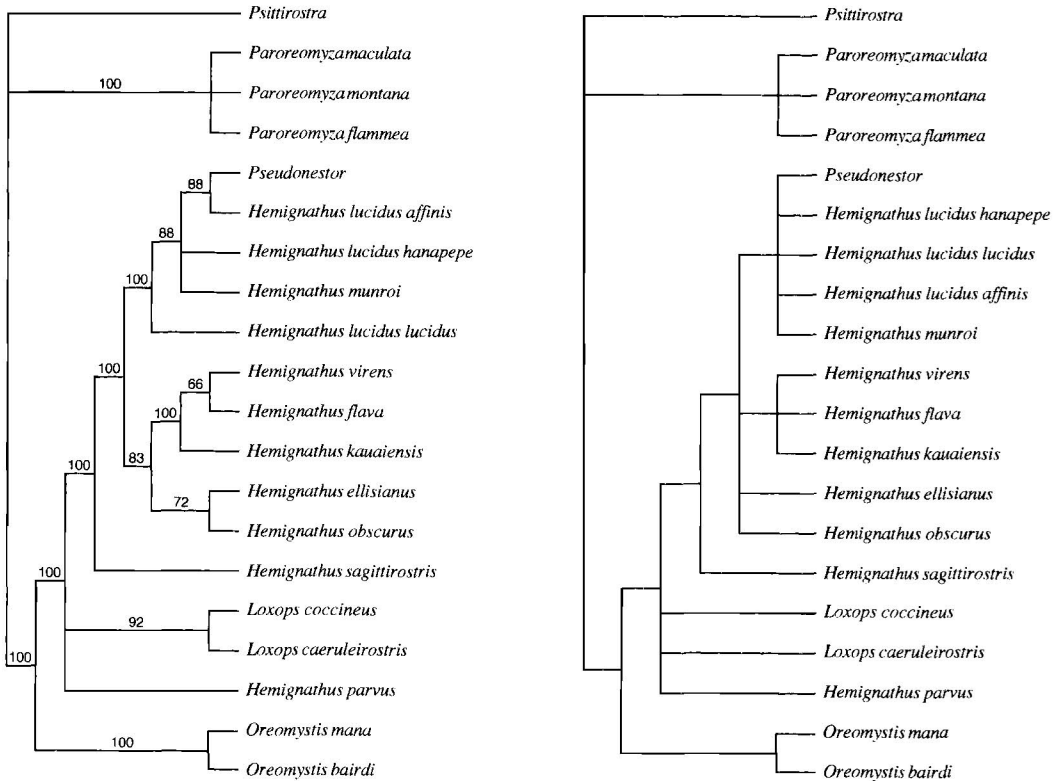 Psittirostra
Paroreomyza maculata
100
Paroreomyza montana
Paroreomyza flammea
Pseudonestor
88
Hemignathus lucidus affinis
88
Hemignathus lucidus hanapepe
100
Hemignathus munroi
Hemignathus lucidus lucidus
100
Hemignathus virens
66
Hemignathus flava
100
Hemignathus kauaiensis
83
100
Hemignathus ellisianus
72
Hemignathus obscurus
Hemignathus sagittirostris
100
Loxops coccineus
92
Loxops caeruleirostris
100
Hemignathus parvus
Oreomystis mana
100
Oreomystis bairdi
Psittirostra
Paroreomyza maculata
Paroreomyza montana
Paroreomyza flammea
Pseudonestor
Hemignathus lucidus hanapepe
Hemignathus lucidus lucidus
Hemignathus lucidus affinis
Hemignathus munroi
Hemignathus virens
Hemignathus flava
Hemignathus kauaiensis
Hemignathus ellisianus
Hemignathus obscurus
Hemignathus sagittirostris
Loxops coccineus
Loxops caeruleirostris
Hemignathus parvus
Oreomystis mana
Oreomystis bairdi